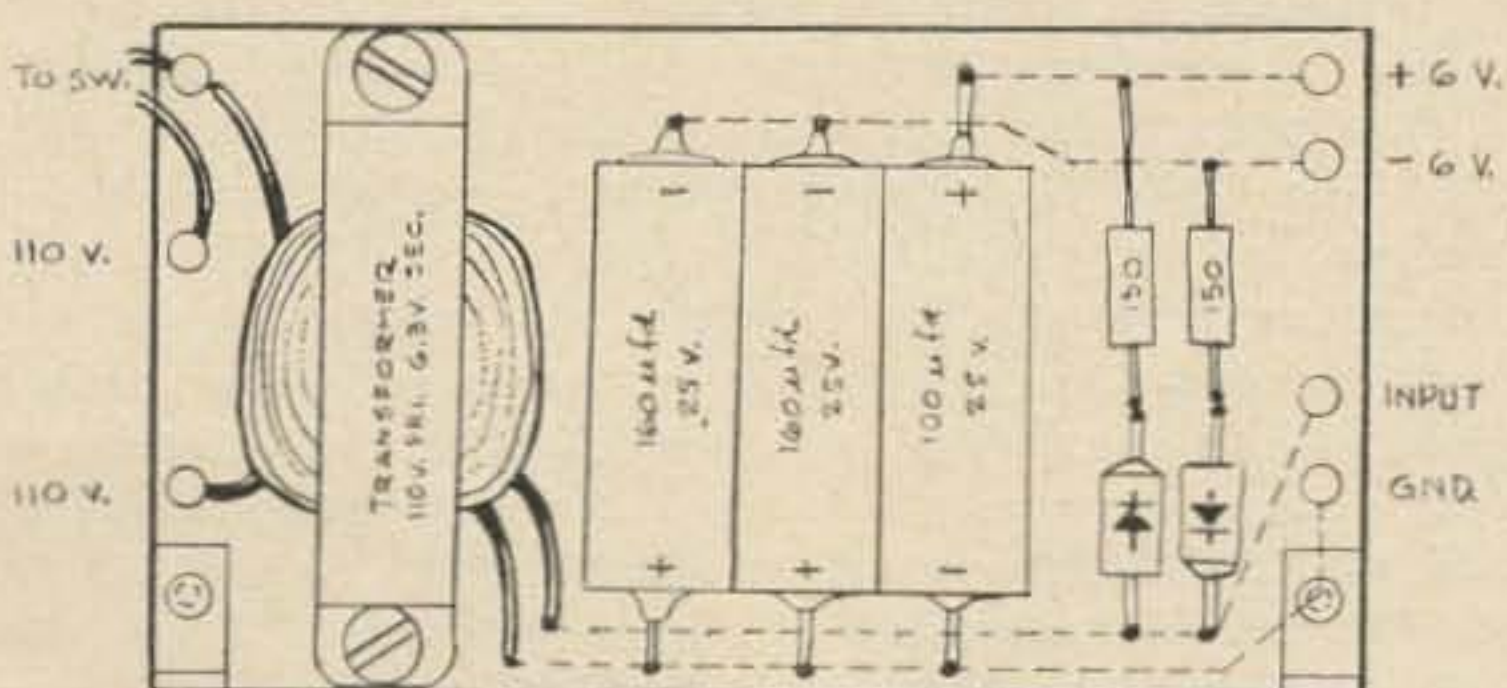 TO SW.
110 V.
110 V.
TRANSFORMER
110 V. PRI. 6.3V SEC.
−
−
+
160 µfd
25 V.
160 µfd
25 V.
100 µfd
25 V.
+
+
−
150
150
+ 6 V.
− 6 V.
INPUT
GND